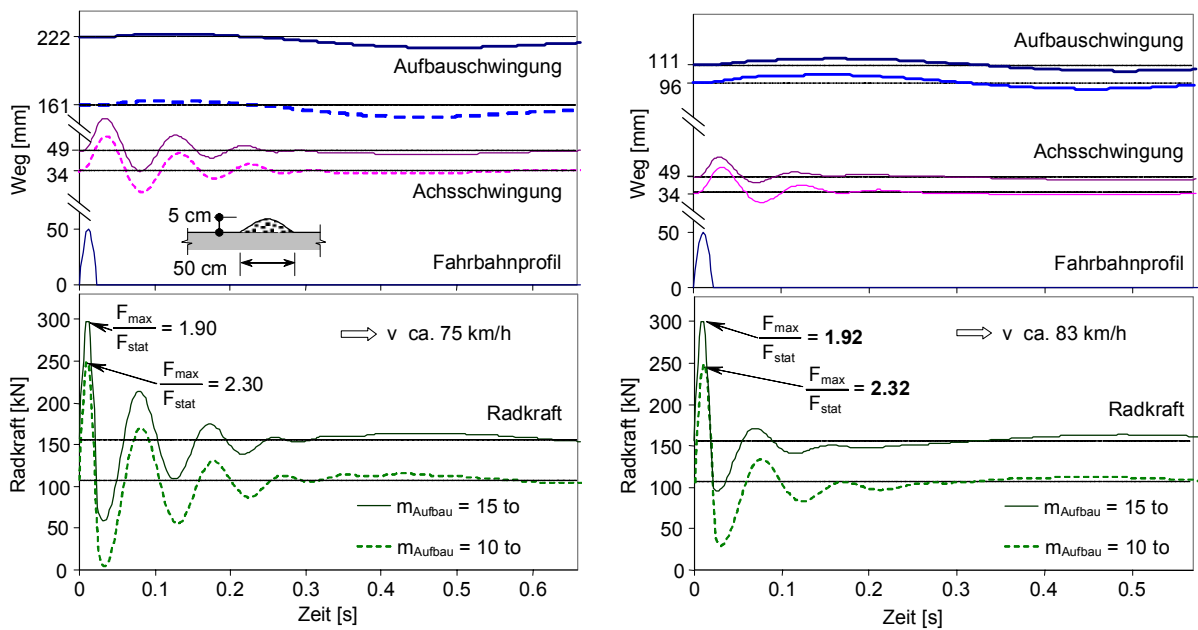 222
161
49
34
50
0
Weg [mm]
Aufbauschwingung
Achsschwingung
5 cm
50 cm
Fahrbahnprofil
300
250
200
150
100
50
0
Radkraft [kN]
Fmax
Fstat
= 1.90
v ca. 75 km/h
Fmax
Fstat
= 2.30
Radkraft
mAufbau = 15 to
mAufbau = 10 to
0 0.1 0.2 0.3 0.4 0.5 0.6
Zeit [s]
111
96
49
34
50
0
Weg [mm]
Aufbauschwingung
Achsschwingung
Fahrbahnprofil
300
250
200
150
100
50
0
Radkraft [kN]
Fmax
Fstat
= 1.92
v ca. 83 km/h
Fmax
Fstat
= 2.32
Radkraft
mAufbau = 15 to
mAufbau = 10 to
0 0.1 0.2 0.3 0.4 0.5
Zeit [s]